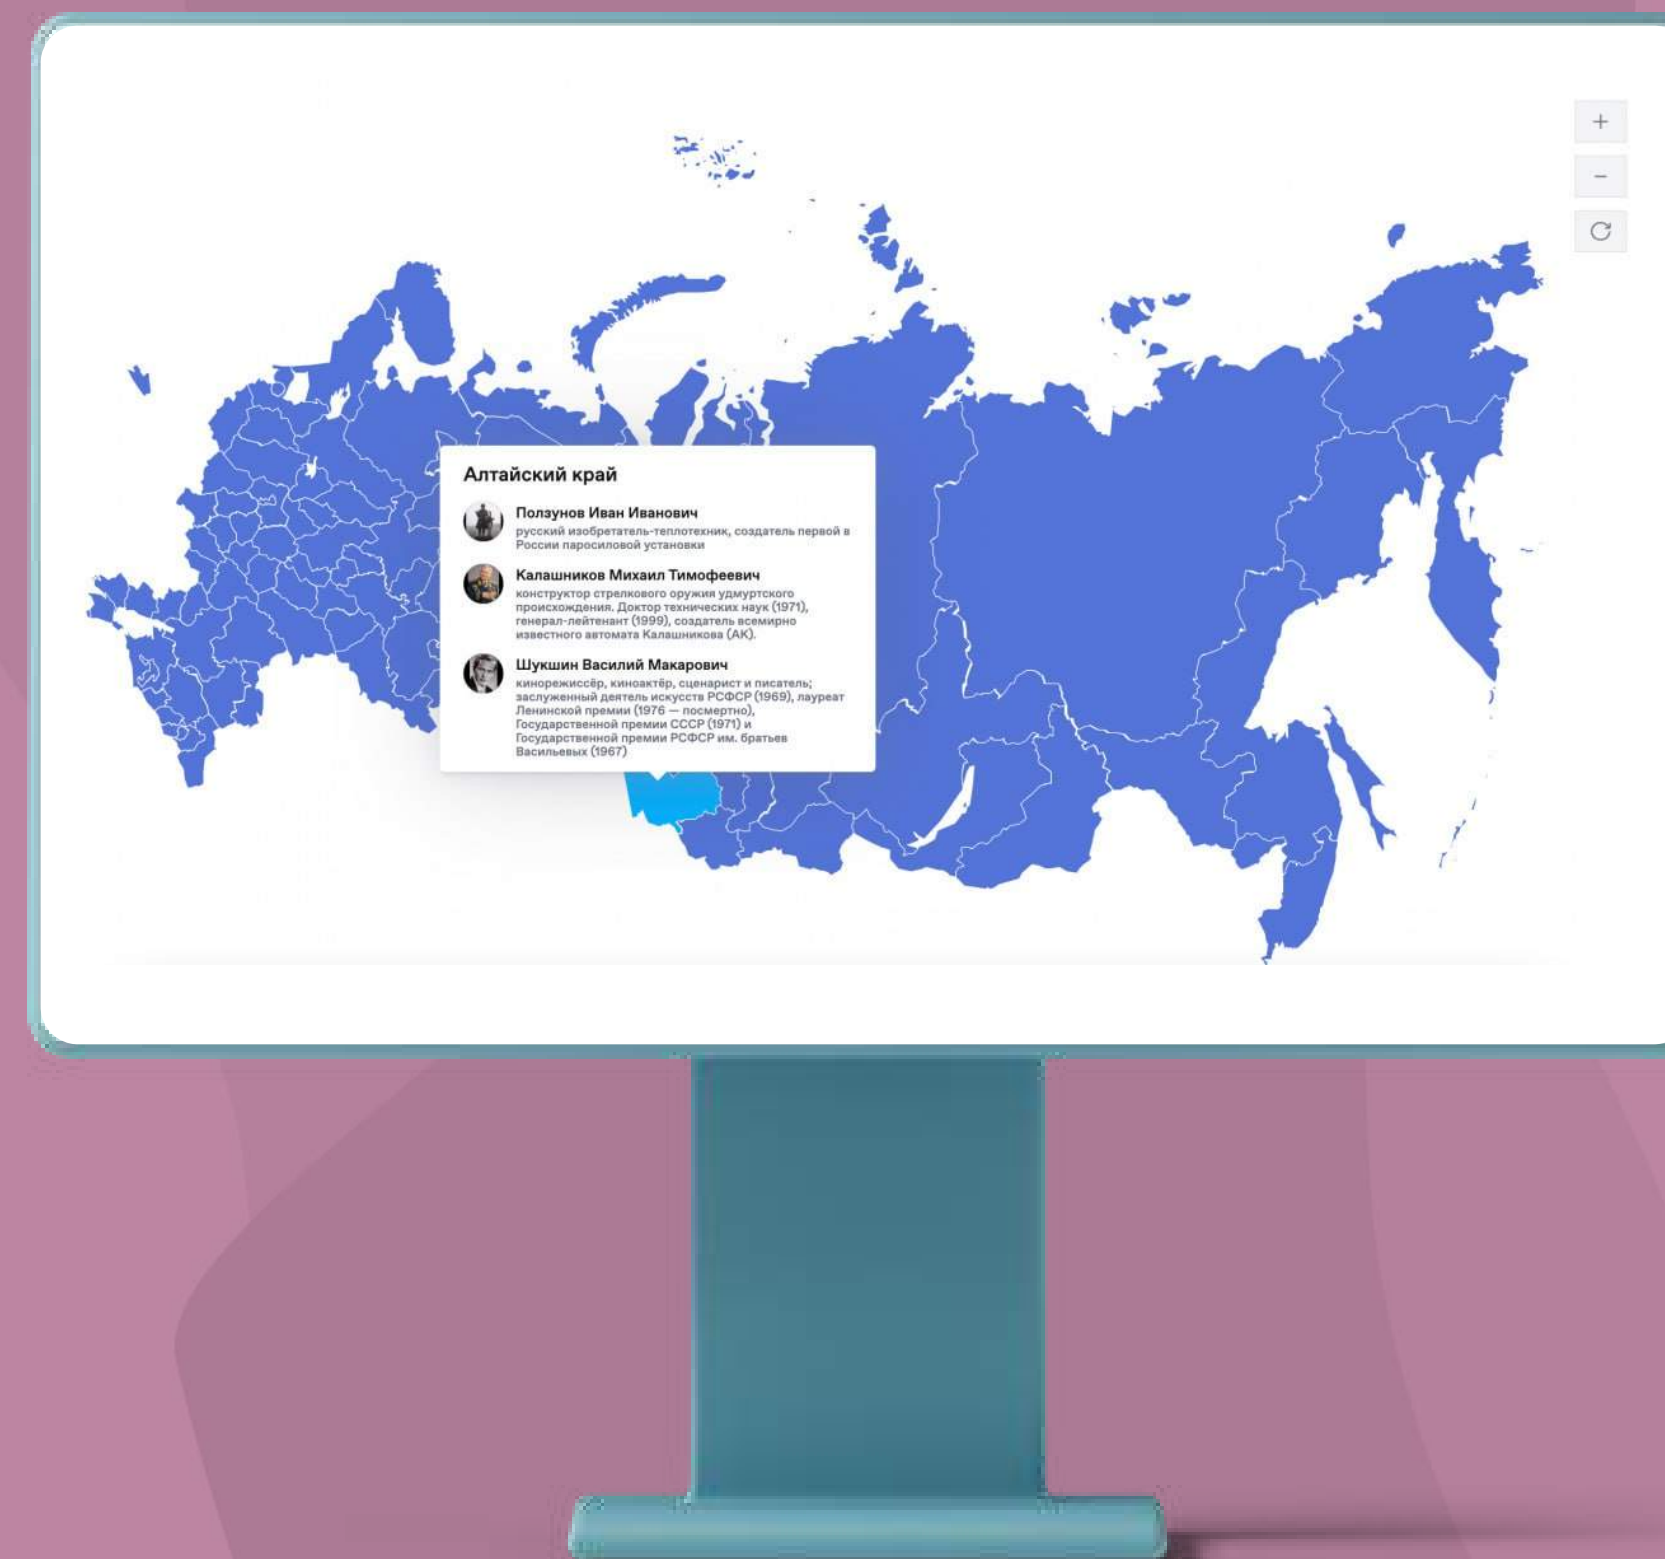 +
−
Алтайский край
Ползунов Иван Иванович
русский изобретатель-теплотехник, создатель первой в
России паросиловой установки
Калашников Михаил Тимофеевич
конструктор стрелкового оружия удмуртского
происхождения. Доктор технических наук (1971),
генерал-лейтенант (1999), создатель всемирно
известного автомата Калашникова (АК).
Шукшин Василий Макарович
кинорежиссёр, киноактёр, сценарист и писатель;
заслуженный деятель искусств РСФСР (1969), лауреат
Ленинской премии (1976 — посмертно),
Государственной премии СССР (1971) и
Государственной премии РСФСР им. братьев
Васильевых (1967)